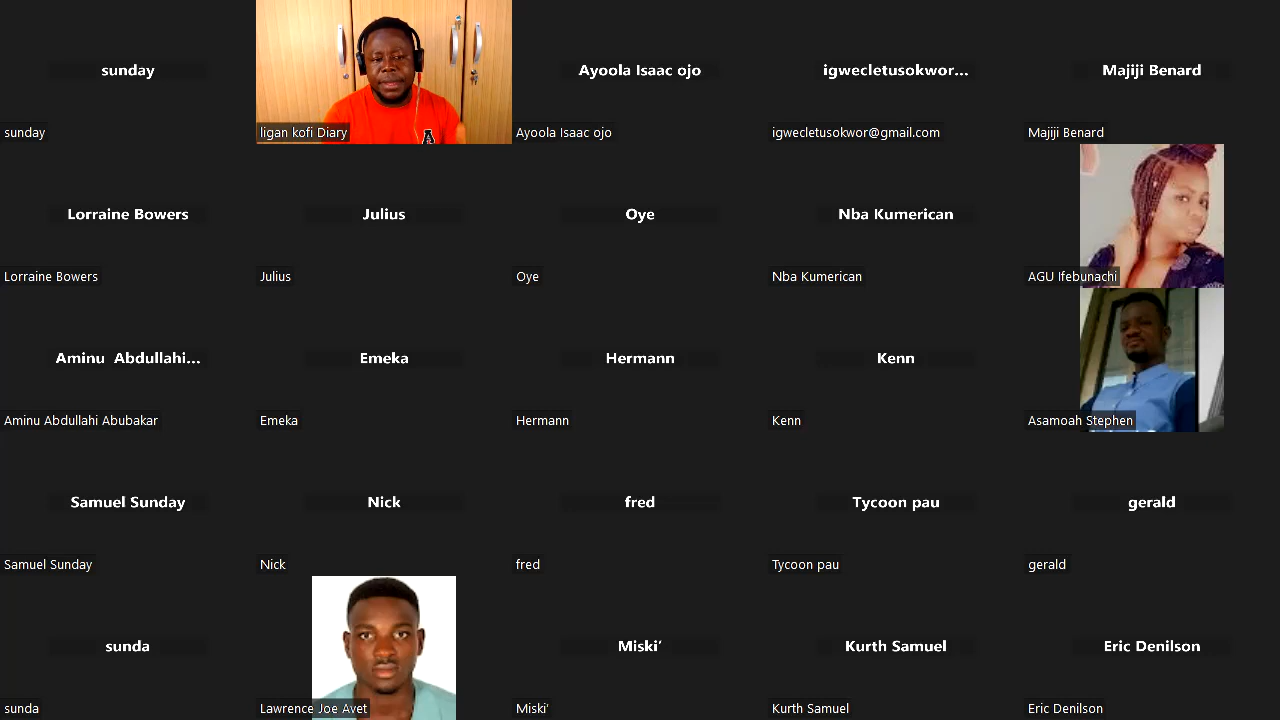 sunday
Ayoola Isaac ojo
igwecletusokwor...
Majiji Benard
sunday
ligan kofi Diary
Ayoola Isaac ojo
igwecletusokwor@gmail.com
Majiji Benard
Lorraine Bowers
Julius
Oye
Nba Kumerican
Lorraine Bowers
Julius
Oye
Nba Kumerican
AGU Ifebunachi
Aminu Abdullahi...
Emeka
Hermann
Kenn
Aminu Abdullahi Abubakar
Emeka
Hermann
Kenn
Asamoah Stephen
Samuel Sunday
Nick
fred
Tycoon pau
gerald
Samuel Sunday
Nick
fred
Tycoon pau
gerald
sunda
Miski'
Kurth Samuel
Eric Denilson
sunda
Lawrence Joe Avet
Miski'
Kurth Samuel
Eric Denilson